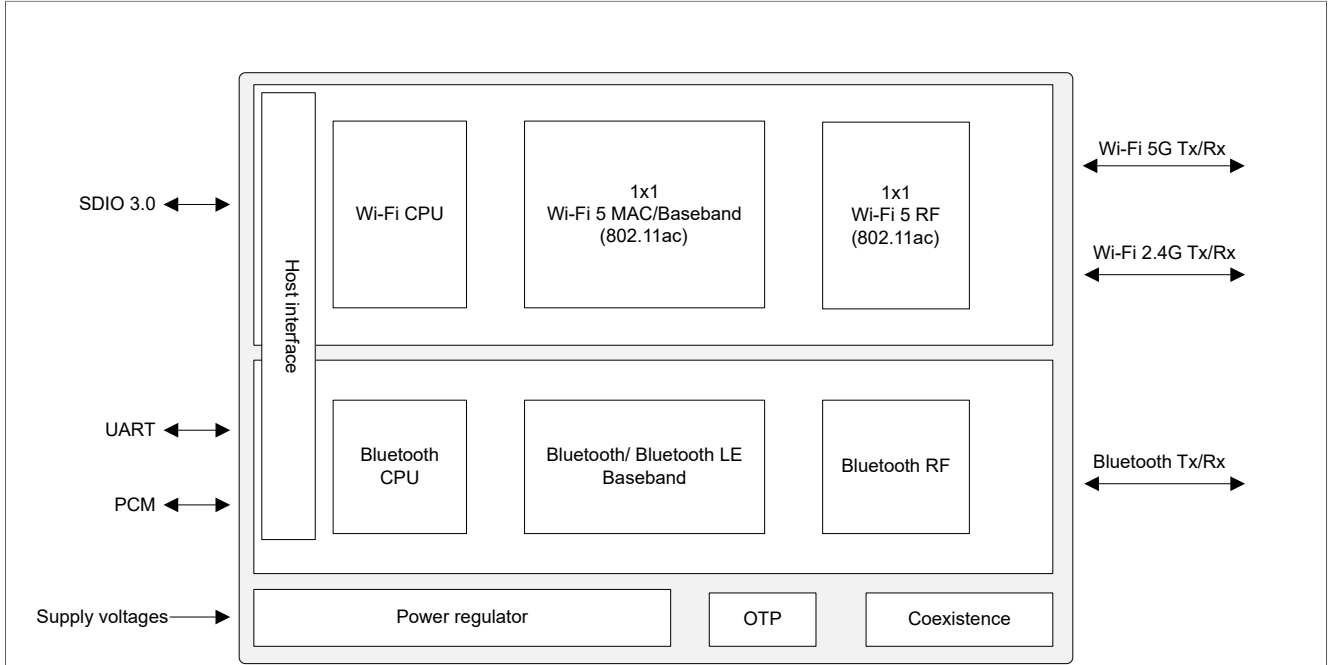 SDIO 3.0
UART
PCM
Supply voltages
Host interface
Wi-Fi CPU
1x1
Wi-Fi 5 MAC/Baseband
(802.11ac)
1x1
Wi-Fi 5 RF
(802.11ac)
Bluetooth
CPU
Bluetooth/ Bluetooth LE
Baseband
Bluetooth RF
Power regulator
OTP
Coexistence
Wi-Fi 5G Tx/Rx
Wi-Fi 2.4G Tx/Rx
Bluetooth Tx/Rx